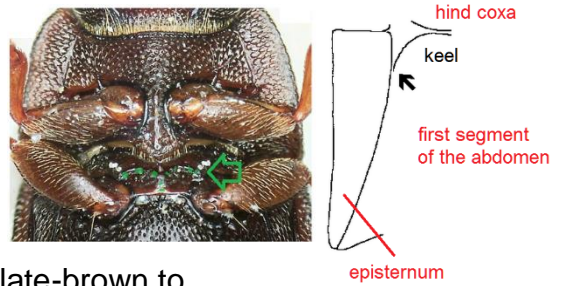 hind coxa
keel
first segment
of the abdomen
episternum
late-brown to